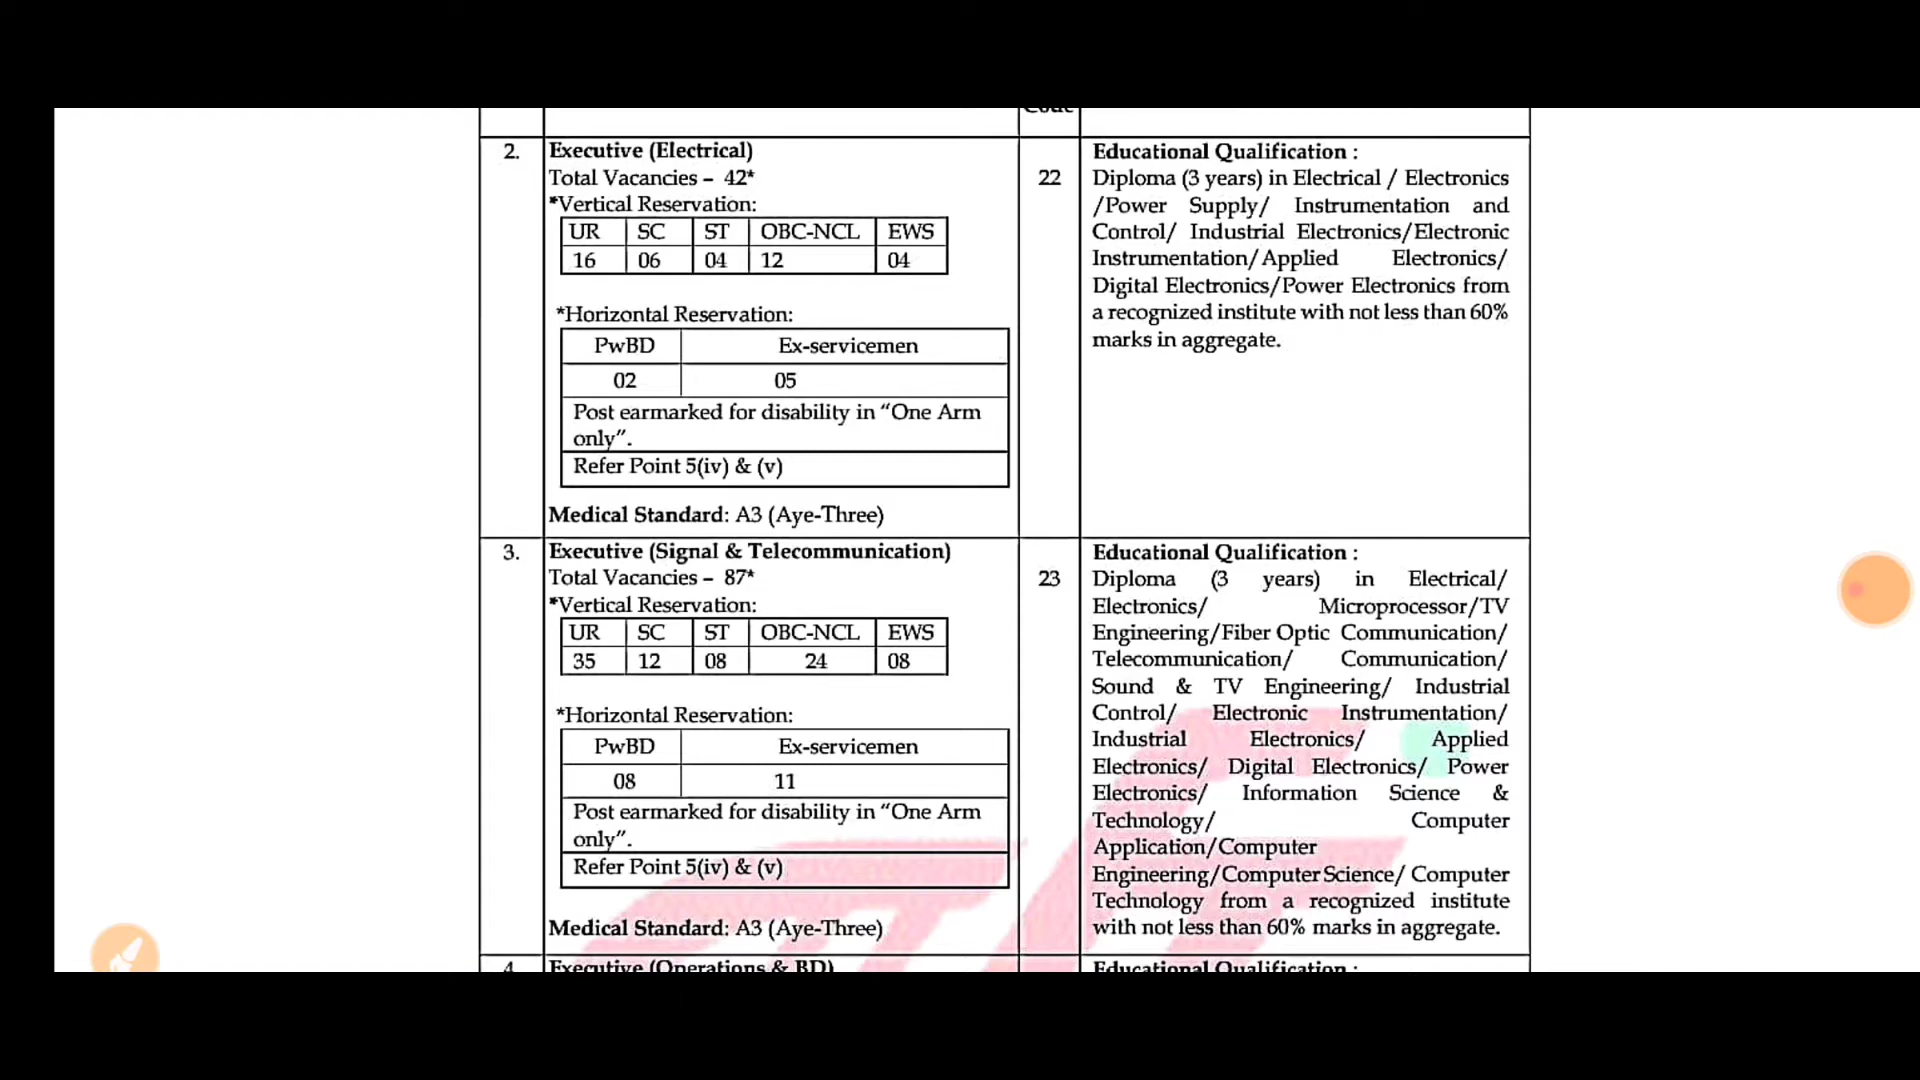 Code
2.
Executive (Electrical)
Total Vacancies – 42*
*Vertical Reservation:
UR SC ST OBC-NCL EWS
16 06 04 12 04
*Horizontal Reservation:
PwBD Ex-servicemen
02 05
Post earmarked for disability in “One Arm
only”.
Refer Point 5(iv) & (v)
Medical Standard: A3 (Aye-Three)
22
Educational Qualification :
Diploma (3 years) in Electrical / Electronics
/Power Supply/ Instrumentation and
Control/ Industrial Electronics/Electronic
Instrumentation/Applied Electronics/
Digital Electronics/Power Electronics from
a recognized institute with not less than 60%
marks in aggregate.
3.
Executive (Signal & Telecommunication)
Total Vacancies – 87*
*Vertical Reservation:
UR SC ST OBC-NCL EWS
35 12 08 24 08
*Horizontal Reservation:
PwBD Ex-servicemen
08 11
Post earmarked for disability in “One Arm
only”.
Refer Point 5(iv) & (v)
Medical Standard: A3 (Aye-Three)
23
Educational Qualification :
Diploma (3 years) in Electrical/
Electronics/ Microprocessor/TV
Engineering/Fiber Optic Communication/
Telecommunication/ Communication/
Sound & TV Engineering/ Industrial
Control/ Electronic Instrumentation/
Industrial Electronics/ Applied
Electronics/ Digital Electronics/ Power
Electronics/ Information Science &
Technology/ Computer
Application/Computer
Engineering/Computer Science/ Computer
Technology from a recognized institute
with not less than 60% marks in aggregate.
4.
Executive (Operations & BD)
Educational Qualification :